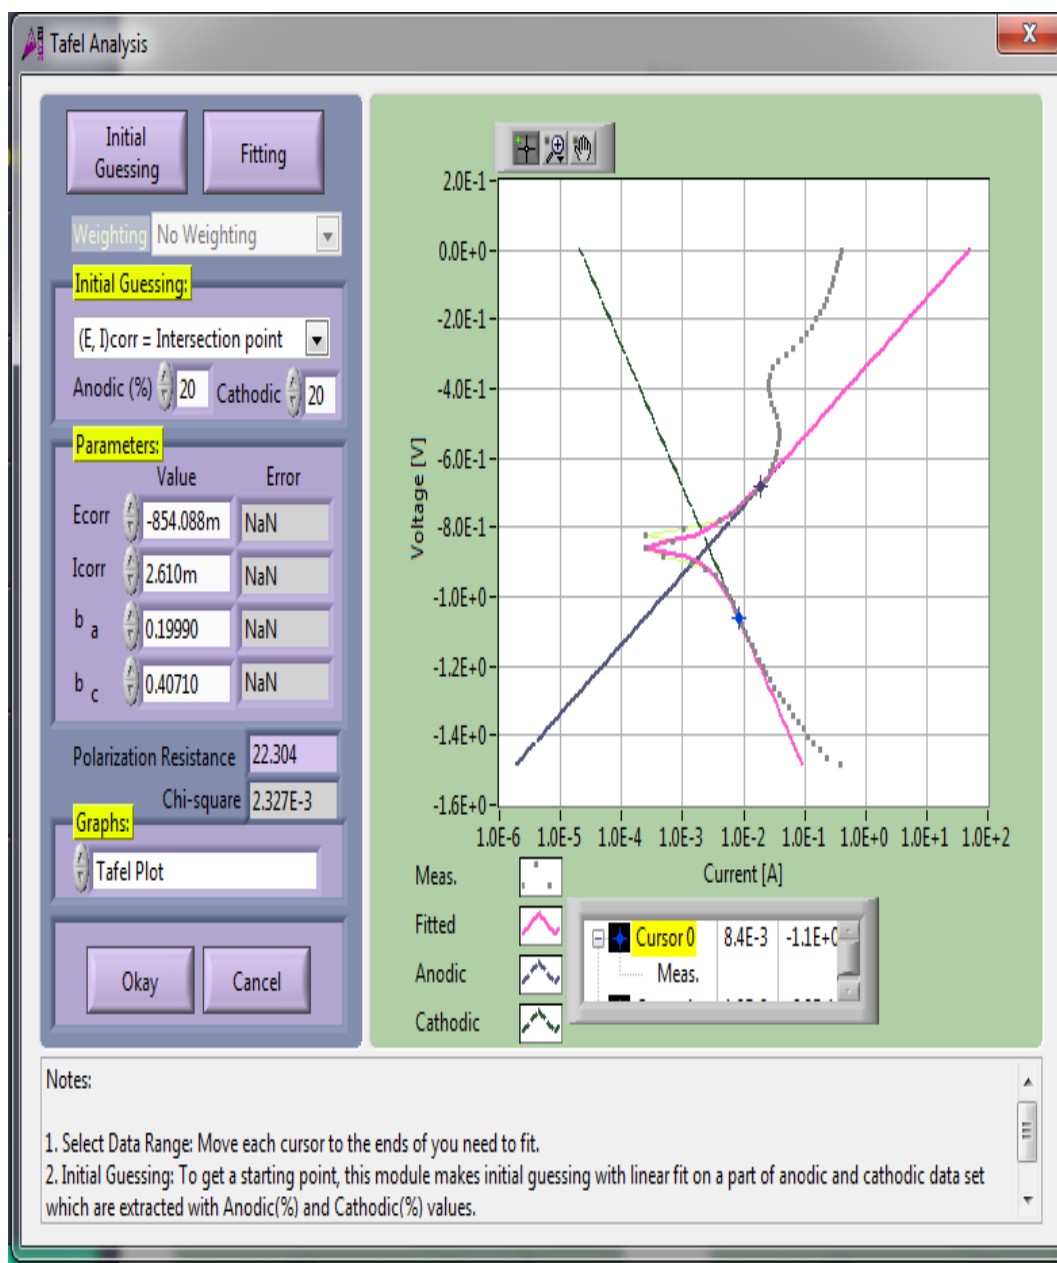 Tafel Analysis
X
Initial Guessing
Fitting
Weighting No Weighting
Initial Guessing:
(E, I)corr = Intersection point
Anodic (%) 20 Cathodic 20
Parameters:
Value Error
Ecorr -854.088m NaN
Icorr 2.610m NaN
b a 0.19990 NaN
b c 0.40710 NaN
Polarization Resistance 22.304
Chi-square 2.327E-3
Graphs:
Tafel Plot
Okay Cancel
2.0E-1
0.0E+0
-2.0E-1
-4.0E-1
-6.0E-1
-8.0E-1
-1.0E+0
-1.2E+0
-1.4E+0
-1.6E+0
Voltage [V]
1.0E-6 1.0E-5 1.0E-4 1.0E-3 1.0E-2 1.0E-1 1.0E+0 1.0E+1 1.0E+2
Current [A]
Meas.
Fitted
Anodic
Cathodic
Cursor 0 8.4E-3 -1.1E+0
Meas.
Notes:
1. Select Data Range: Move each cursor to the ends of you need to fit.
2. Initial Guessing: To get a starting point, this module makes initial guessing with linear fit on a part of anodic and cathodic data set
which are extracted with Anodic(%) and Cathodic(%) values.